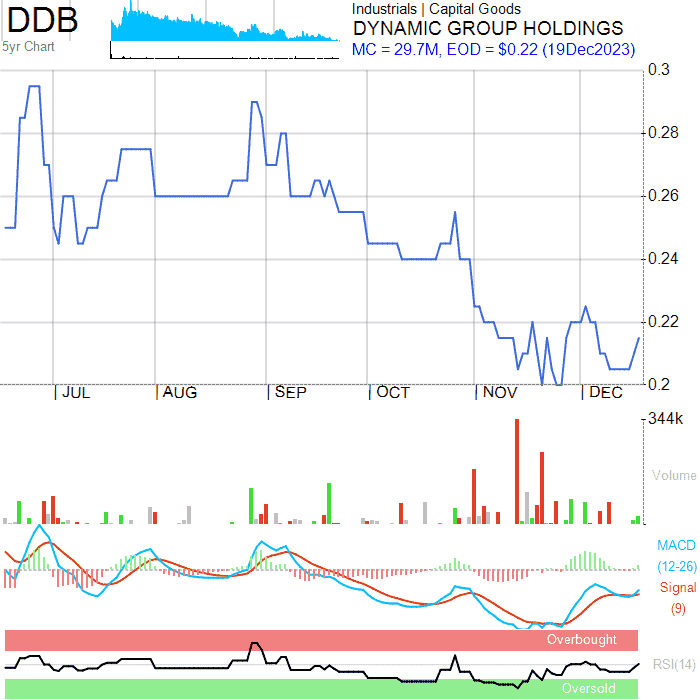 DDB
5yr Chart
Industrials | Capital Goods
DYNAMIC GROUP HOLDINGS
MC = 29.7M, EOD = $0.22 (19Dec2023)
0.3
0.28
0.26
0.24
0.22
0.2
JUL AUG SEP OCT NOV DEC
344k
Volume
MACD
(12-26)
Signal
(9)
Overbought
RSI(14)
Oversold